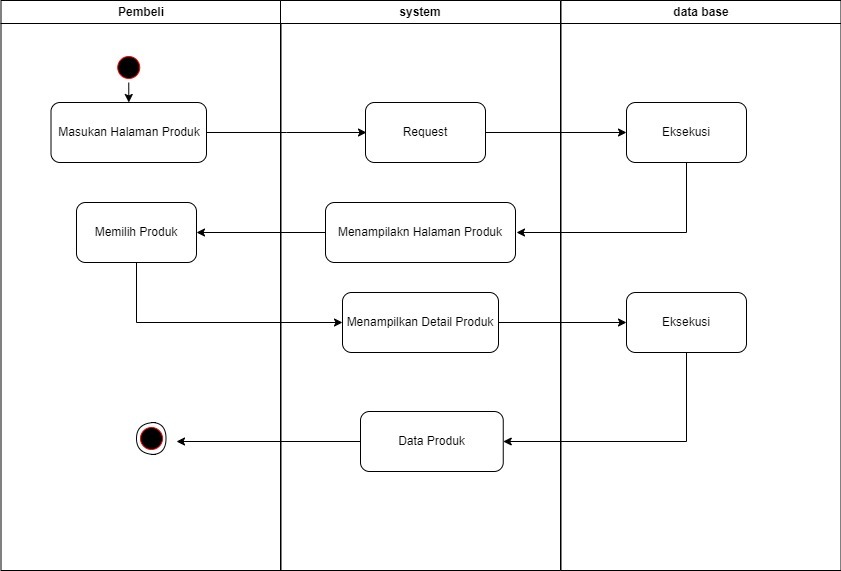 Pembeli
system
data base
Masukan Halaman Produk
Request
Eksekusi
Memilih Produk
Menampilakn Halaman Produk
Menampilkan Detail Produk
Eksekusi
Data Produk